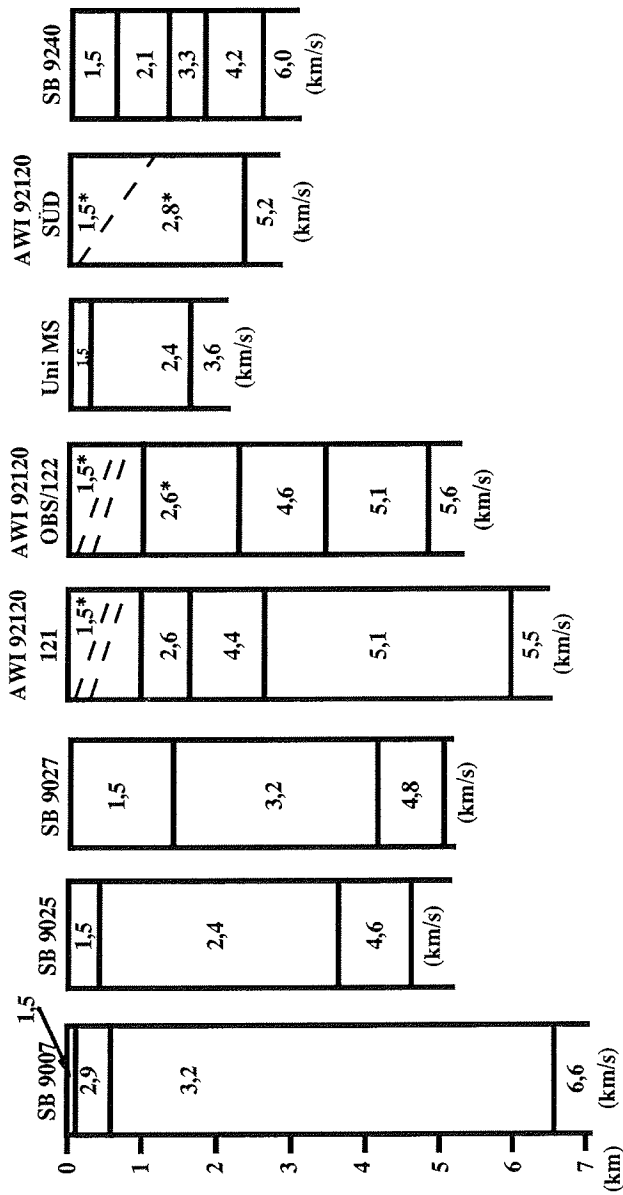 SB 9007
1,5
2,9
3,2
6,6
(km/s)
SB 9025
1,5
2,4
4,6
(km/s)
SB 9027
1,5
3,2
4,8
(km/s)
AWI 92120
121
1,5*
2,6
4,4
5,1
5,5
(km/s)
AWI 92120
OBS/122
1,5*
2,6*
4,6
5,1
5,6
(km/s)
Uni MS
1,5
2,4
3,6
(km/s)
AWI 92120
SÜD
1,5*
2,8*
5,2
(km/s)
SB 9240
1,5
2,1
3,3
4,2
6,0
(km/s)
0
1
2
3
4
5
6
7
(km)